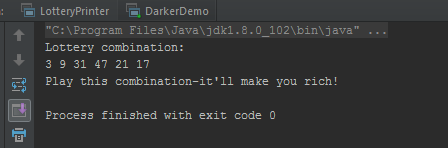 : LotteryPrinter DarkerDemo
"C:\Program Files\Java\jdk1.8.0_102\bin\java" ...
Lottery combination:
3 9 31 47 21 17
Play this combination-it'll make you rich!
Process finished with exit code 0